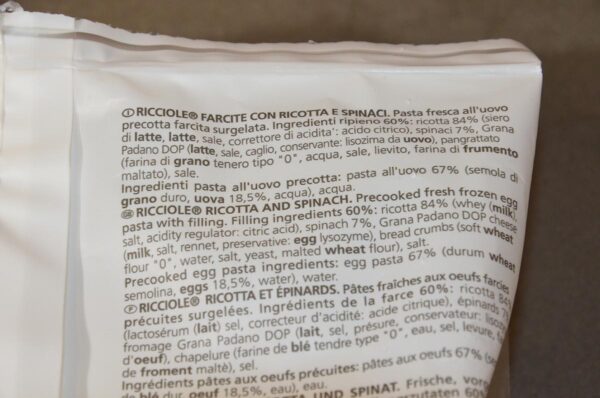 Ⓘ RICCIOLE® FARCITE CON RICOTTA E SPINACI. Pasta fresca all'uovo
precotta farcita surgelata. Ingredienti ripieno 60%: ricotta 84% (siero
di latte, latte, sale, correttore di acidita': acido citrico), spinaci 7%, Grana
Padano DOP (latte, sale, caglio, conservante: lisozima da uovo), pangrattato
(farina di grano tenero tipo "0", acqua, sale, lievito, farina di frumento
maltato), sale.
Ingredienti pasta all'uovo precotta: pasta all'uovo 67% (semola di
grano duro, uova 18,5%, acqua), acqua.
RICCIOLE® RICOTTA AND SPINACH. Precooked fresh frozen egg
pasta with filling. Filling ingredients 60%: ricotta 84% (whey (milk),
salt, acidity regulator: citric acid), spinach 7%, Grana Padano DOP cheese
(milk, salt, rennet, preservative: egg lysozyme), bread crumbs (soft wheat
flour "0", water, salt, yeast, malted wheat flour), salt.
Precooked egg pasta ingredients: egg pasta 67% (durum wheat
semolina, eggs 18,5%, water), water.
Ⓕ RICCIOLE® RICOTTA ET ÉPINARDS. Pâtes fraîches aux oeufs farcies
précuites surgelées. Ingrédients de la farce 60%: ricotta 84%
(lactosérum (lait) sel, correcteur d'acidité: acide citrique), épinards 7%
fromage Grana Padano DOP (lait, sel, présure, conservateur:
d'oeuf), chapelure (farine de blé tendre type "0", eau, sel, levure,
de froment malté), sel.
Ingrédients pâtes aux oeufs précuites: pâtes aux oeufs 67%
de blé dur, oeuf 18,5%, eau), eau.
UND SPINAT. Frische,
60%